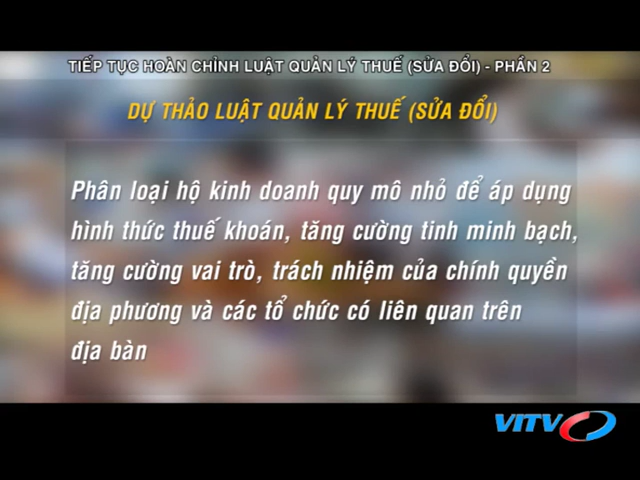 TIẾP TỤC HOÀN CHỈNH LUẬT QUẢN LÝ THUẾ (SỬA ĐỔI) - PHẦN 2
DỰ THẢO LUẬT QUẢN LÝ THUẾ (SỬA ĐỔI)
Phân loại hộ kinh doanh quy mô nhỏ để áp dụng
hình thức thuế khoán, tăng cường tinh minh bạch,
tăng cường vai trò, trách nhiệm của chính quyền
địa phương và các tổ chức có liên quan trên
địa bàn
VITV